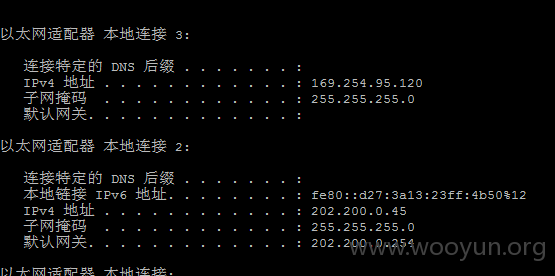 以太网适配器 本地连接 3:
连接特定的 DNS 后缀 . . . . . . . :
IPv4 地址 . . . . . . . . . . . . : 169.254.95.120
子网掩码 . . . . . . . . . . . . : 255.255.255.0
默认网关. . . . . . . . . . . . . :
以太网适配器 本地连接 2:
连接特定的 DNS 后缀 . . . . . . . :
本地链接 IPv6 地址. . . . . . . . : fe80::d27:3a13:23ff:4b50%12
IPv4 地址 . . . . . . . . . . . . : 202.200.0.45
子网掩码 . . . . . . . . . . . . : 255.255.255.0
默认网关. . . . . . . . . . . . . : 202.200.0.254
www.wooyun.org
以太网适配器 本地连接: